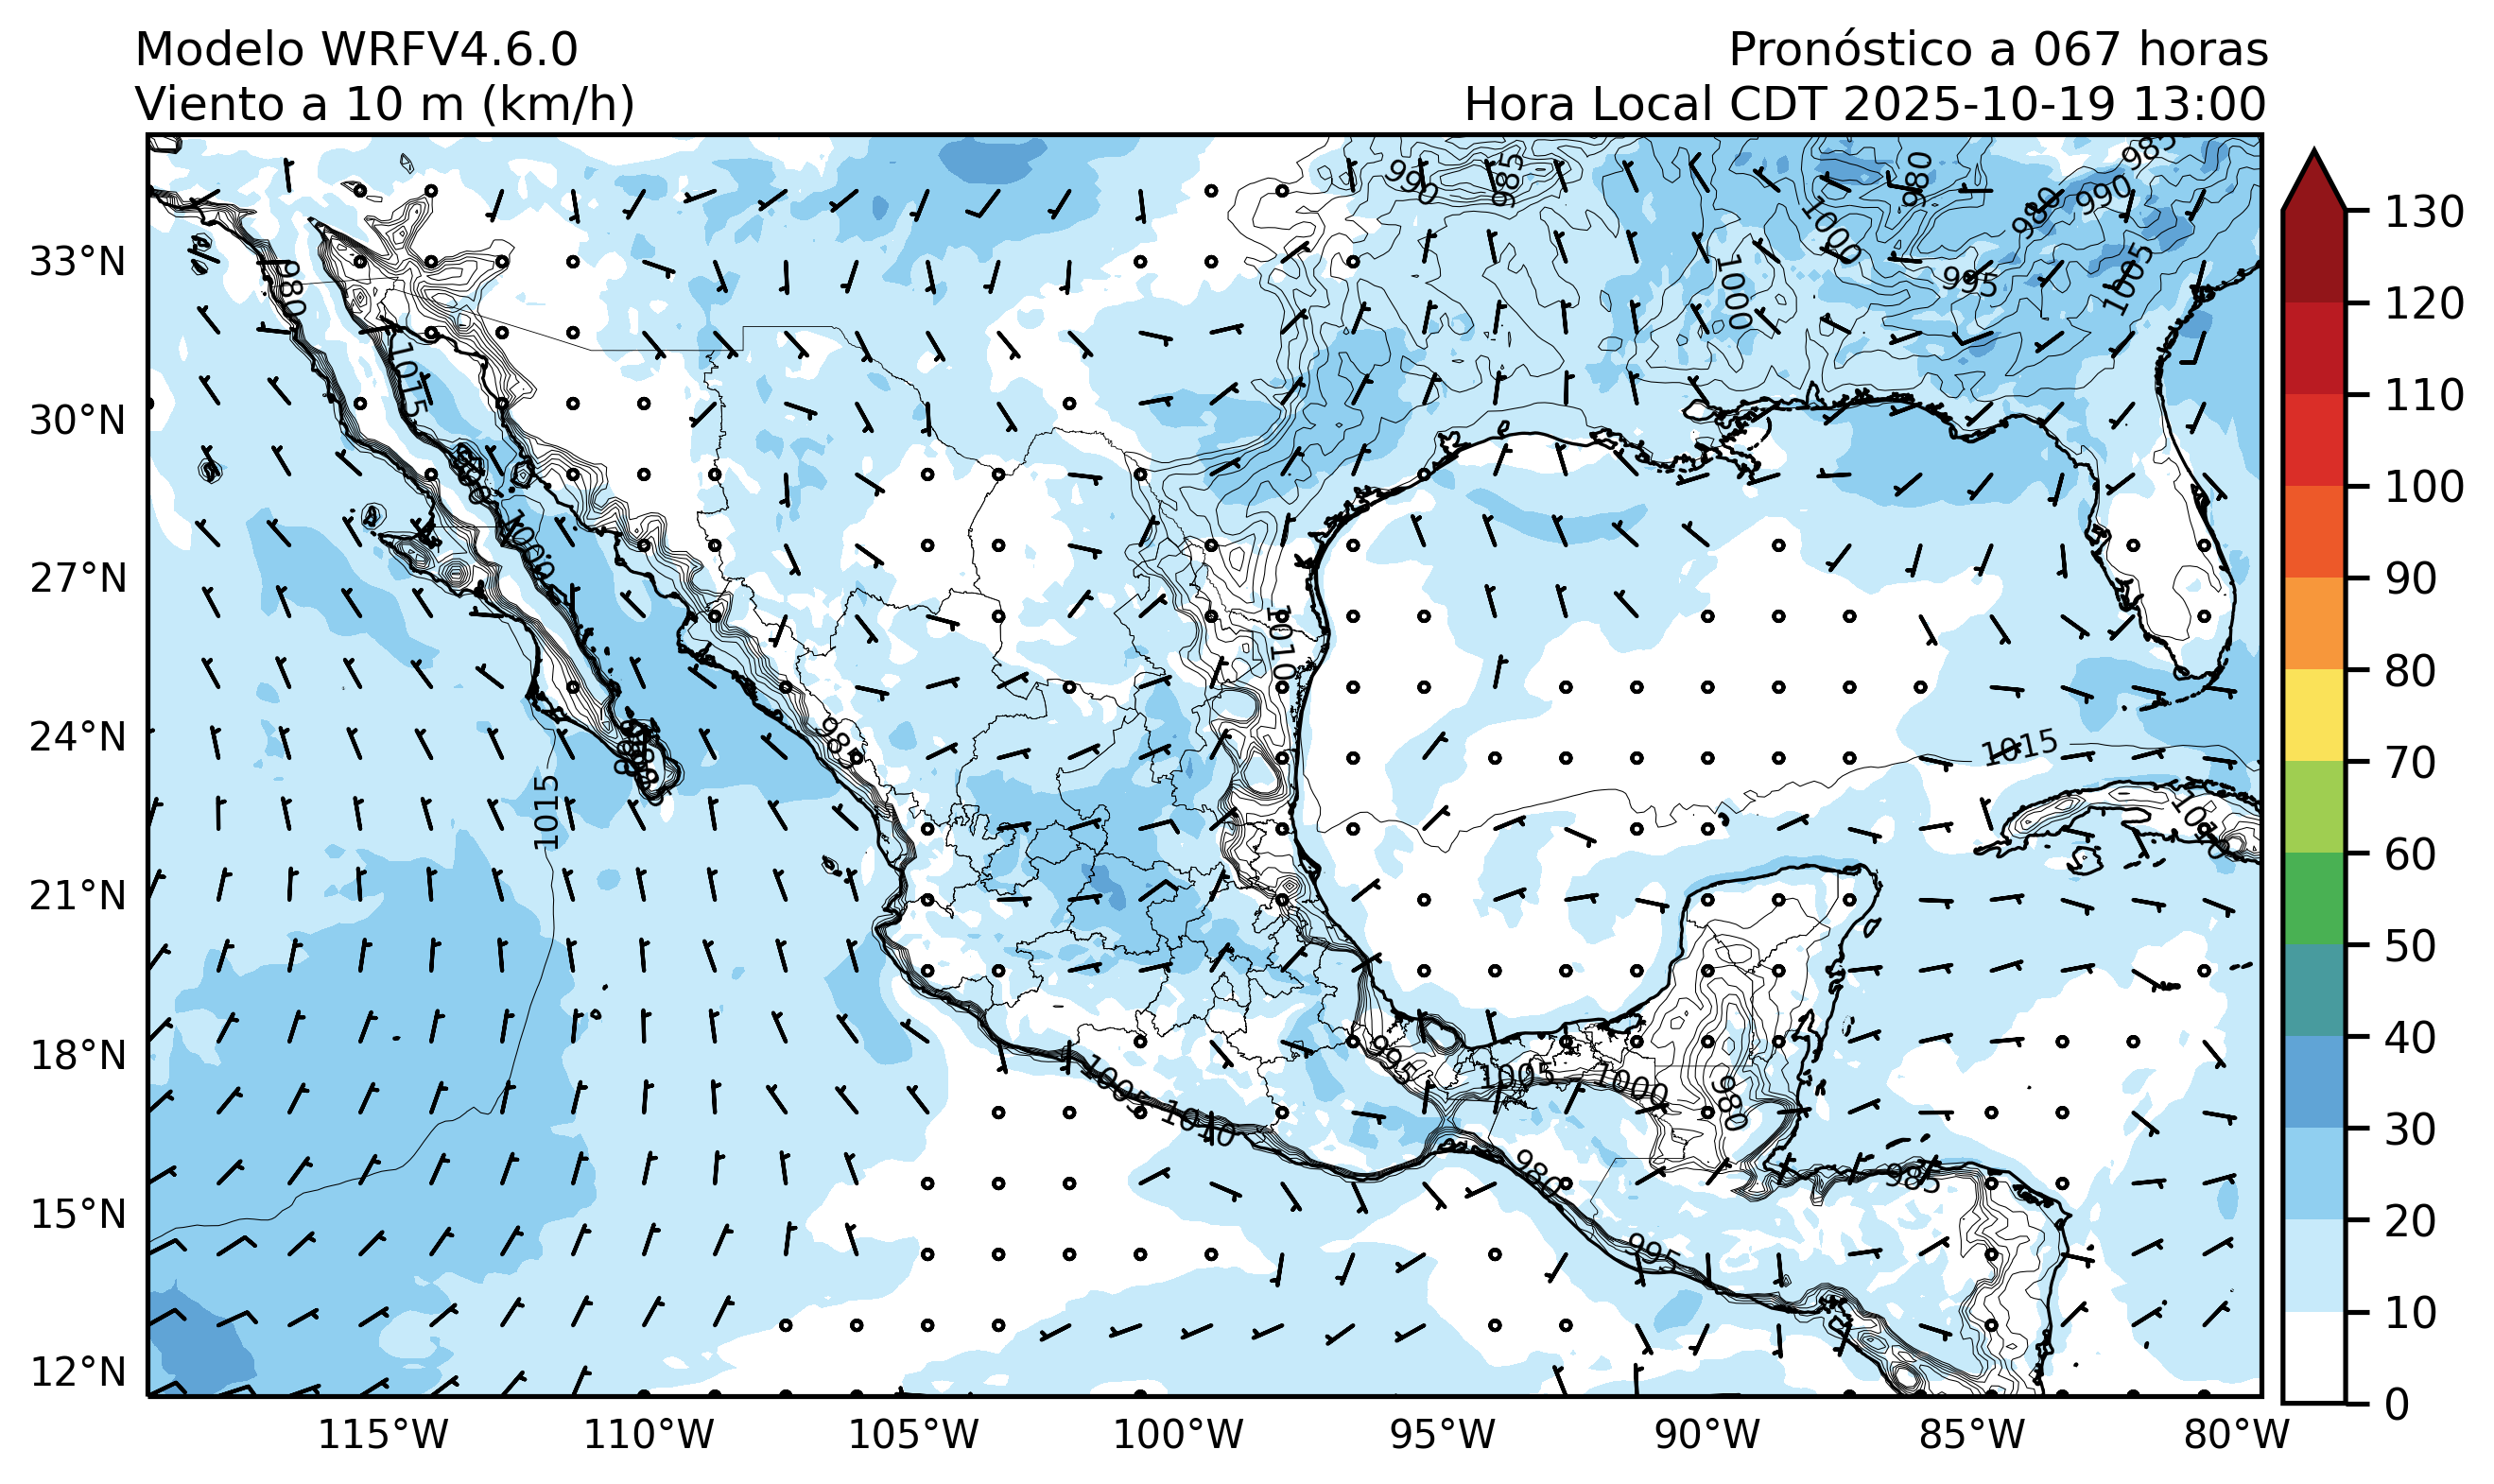 Modelo WRFV4.6.0
Pronóstico a 067 horas
Viento a 10 m (km/h)
Hora Local CDT 2025-10-19 13:00
985
990
985
980
990
980
1000
1005
995
1000
980
1015
1005
1010
985
1015
1015
1005
995
1005
1000
980
1010
980
985
995
33°N
30°N
27°N
24°N
21°N
18°N
15°N
12°N
115°W
110°W
105°W
100°W
95°W
90°W
85°W
80°W
130
120
110
100
90
80
70
60
50
40
30
20
10
0